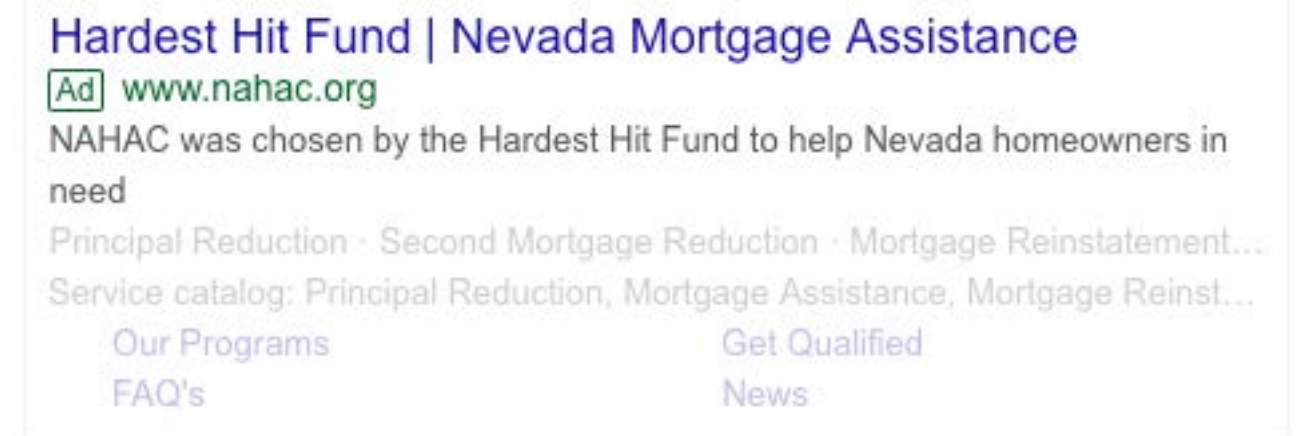 Hardest Hit Fund | Nevada Mortgage Assistance
Ad www.nahac.org
NAHAC was chosen by the Hardest Hit Fund to help Nevada homeowners in
need
Principal Reduction · Second Mortgage Reduction · Mortgage Reinstatement...
Service catalog: Principal Reduction, Mortgage Assistance, Mortgage Reinst...
Our Programs Get Qualified
FAQ's News